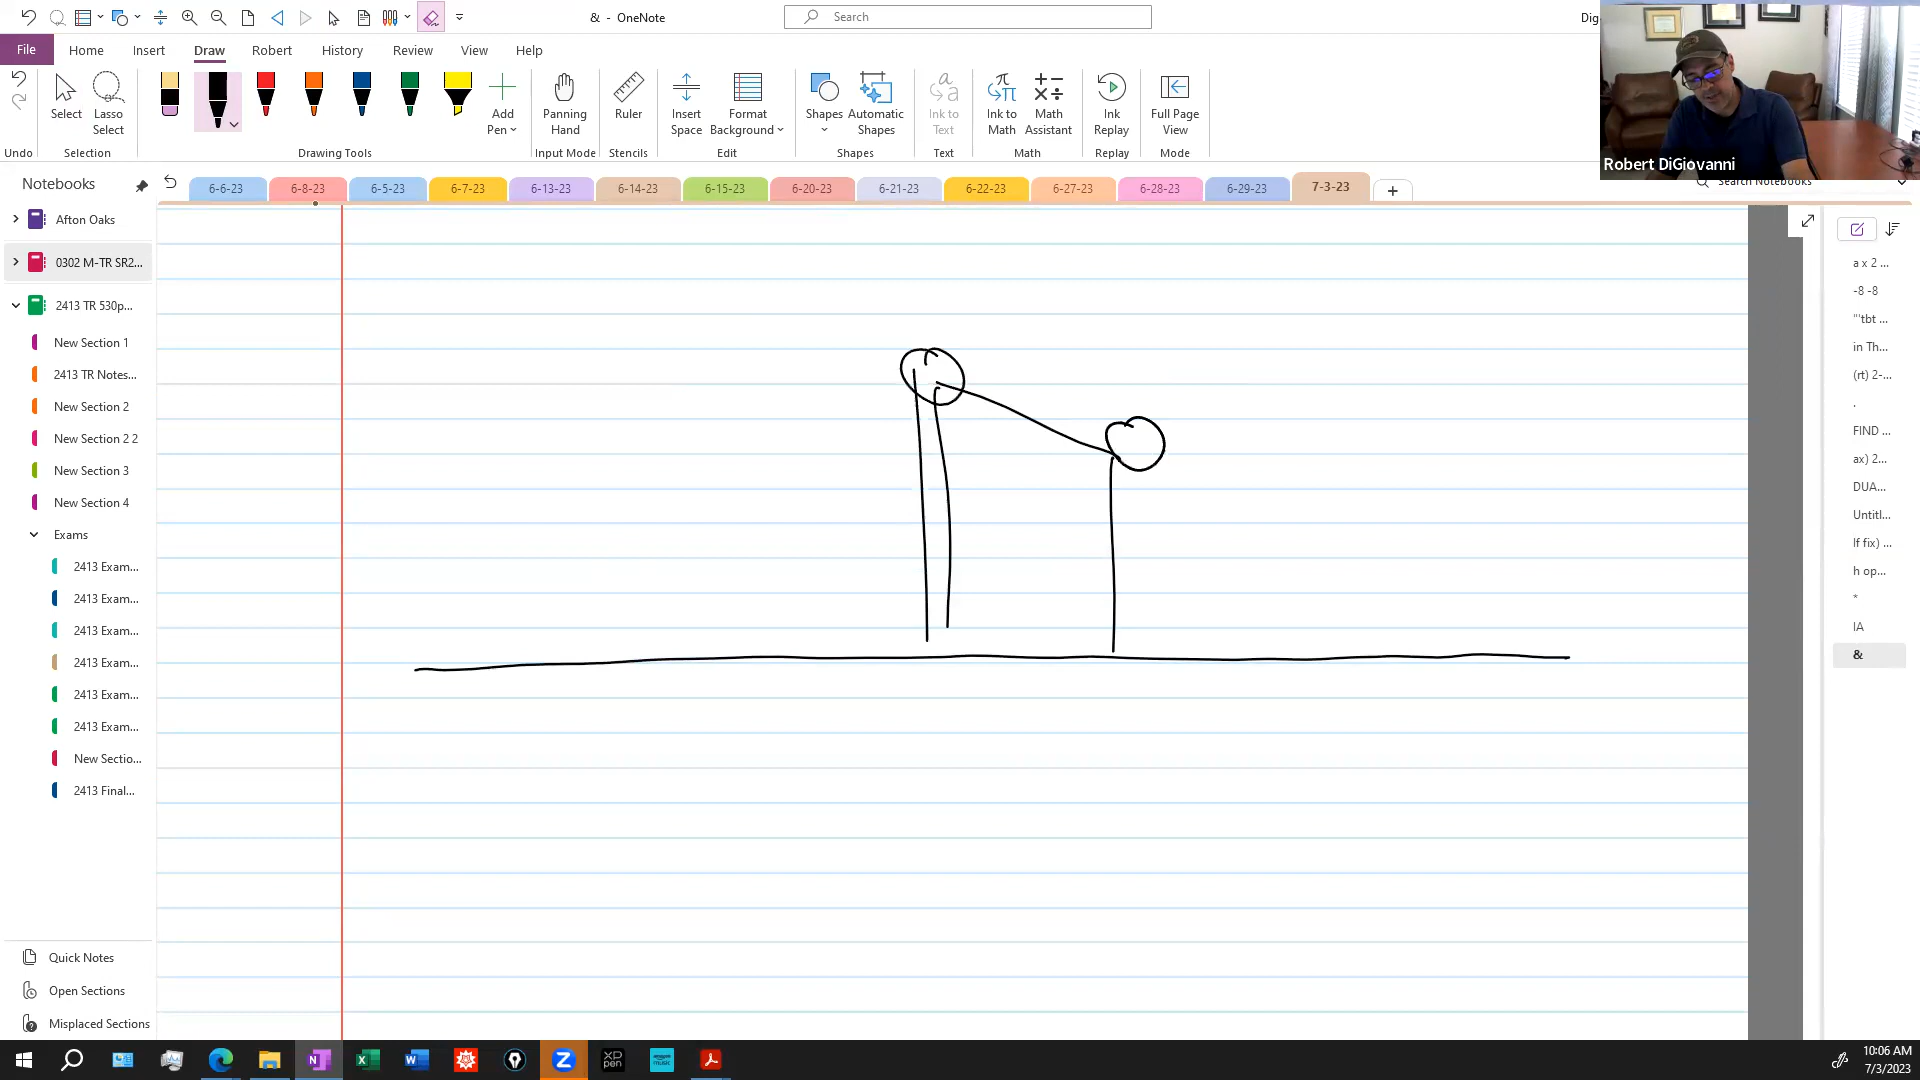 & - OneNote
Search
Dig
File
Home
Insert
Draw
Robert
History
Review
View
Help
Undo
Select
Lasso Select
Selection
Drawing Tools
Add Pen
Panning Hand
Input Mode
Ruler
Stencils
Insert Space
Format Background
Edit
Shapes
Automatic Shapes
Shapes
Ink to Text
Text
Ink to Math
Math Assistant
Math
Ink Replay
Replay
Full Page View
Mode
Robert DiGiovanni
Search Notebooks
Notebooks
6-6-23
6-8-23
6-5-23
6-7-23
6-13-23
6-14-23
6-15-23
6-20-23
6-21-23
6-22-23
6-27-23
6-28-23
6-29-23
7-3-23
Afton Oaks
0302 M-TR SR2...
2413 TR 530p...
New Section 1
2413 TR Notes...
New Section 2
New Section 2 2
New Section 3
New Section 4
Exams
2413 Exam...
2413 Exam...
2413 Exam...
2413 Exam...
2413 Exam...
2413 Exam...
New Sectio...
2413 Final...
Quick Notes
Open Sections
Misplaced Sections
a x 2 ...
-8 -8
"'tbt ...
in Th...
(rt) 2-...
.
FIND ...
ax) 2...
DUA...
Untitl...
If fix) ...
h op...
*
IA
&
XP
pen
amazon music
10:06 AM
7/3/2023